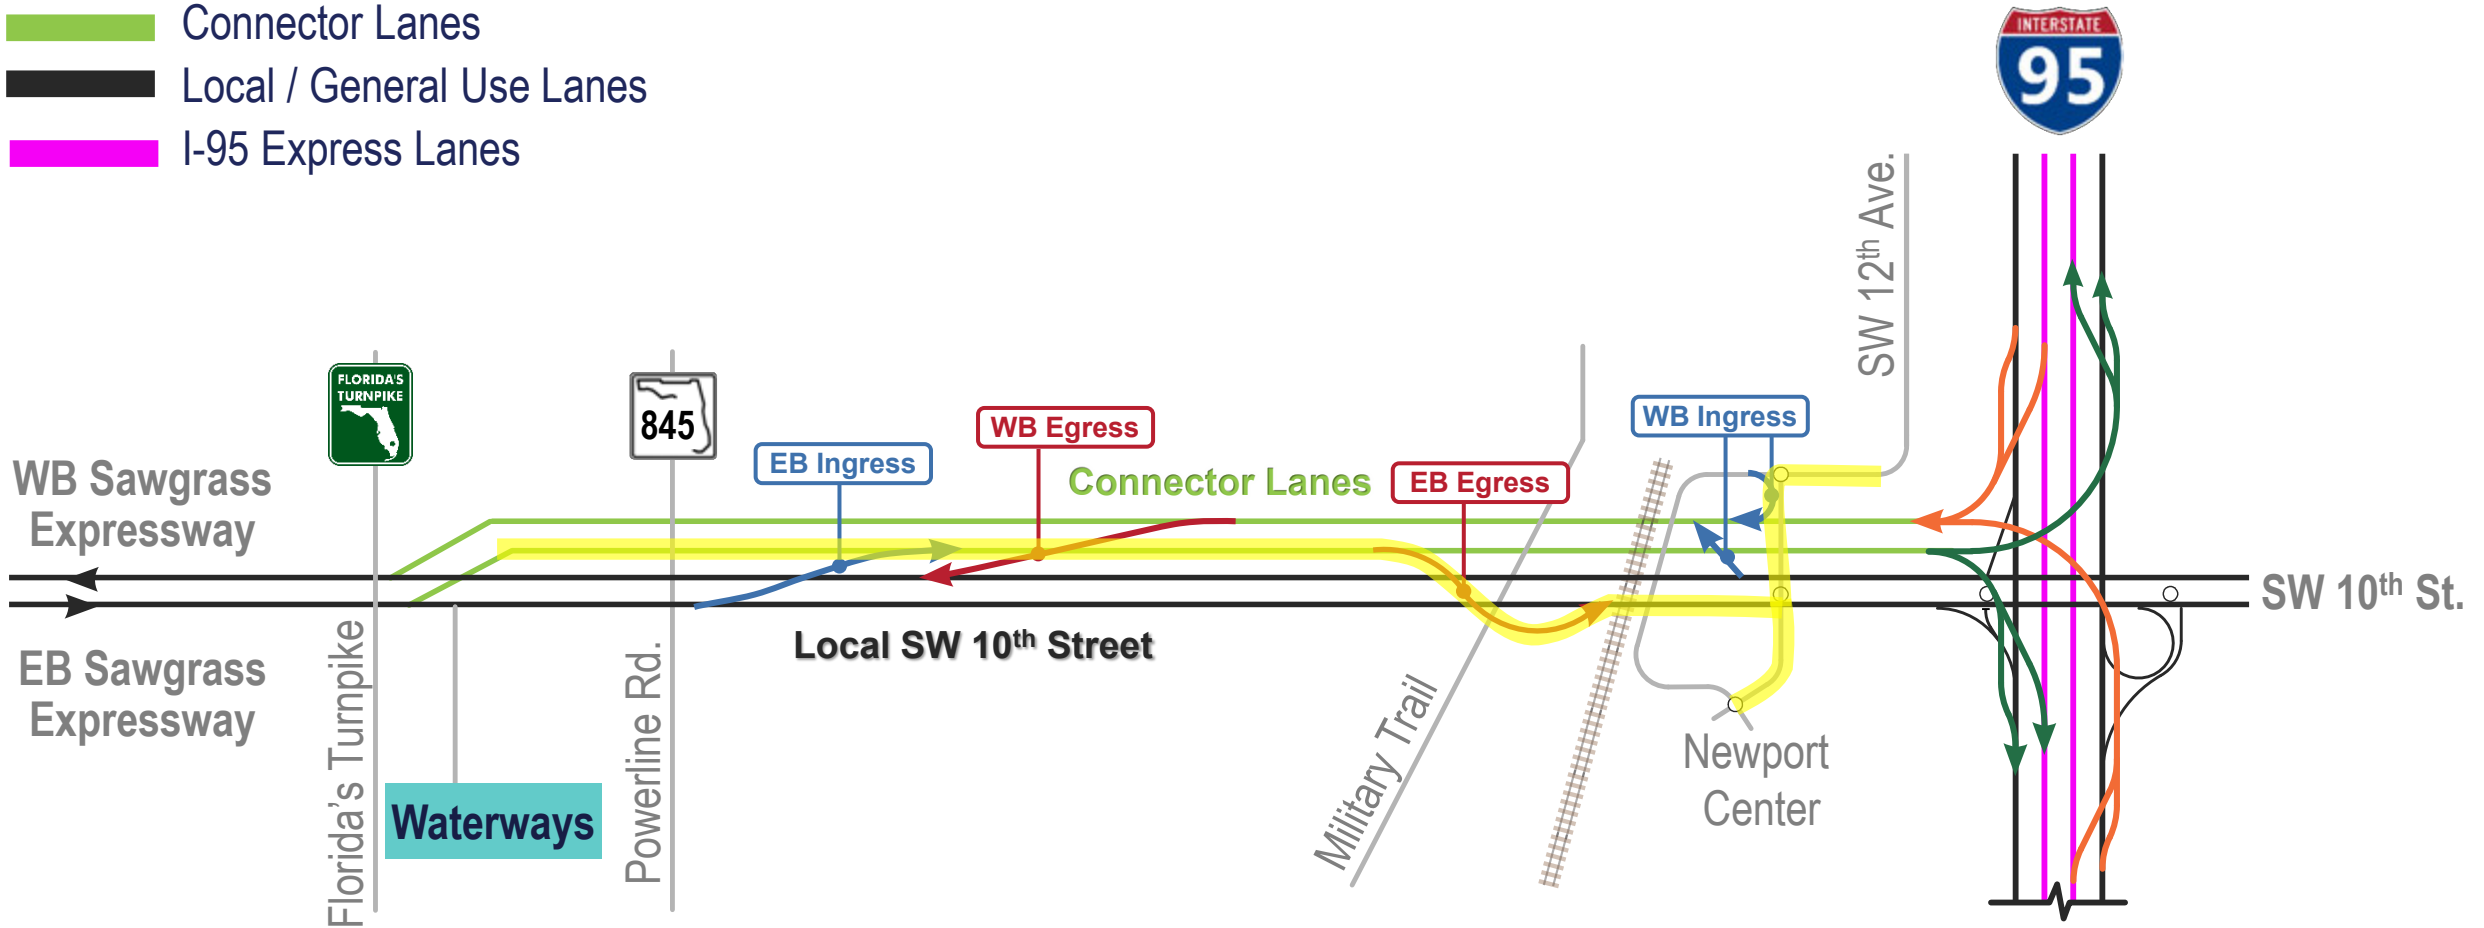 Connector Lanes
Local / General Use Lanes
I-95 Express Lanes
INTERSTATE
95
SW 12th Ave.
FLORIDA'S
TURNPIKE
845
WB Egress
WB Ingress
EB Ingress
Connector Lanes
EB Egress
WB Sawgrass
Expressway
SW 10th St.
Local SW 10th Street
EB Sawgrass
Expressway
Florida's Turnpike
Powerline Rd.
Military Trail
Newport
Center
Waterways